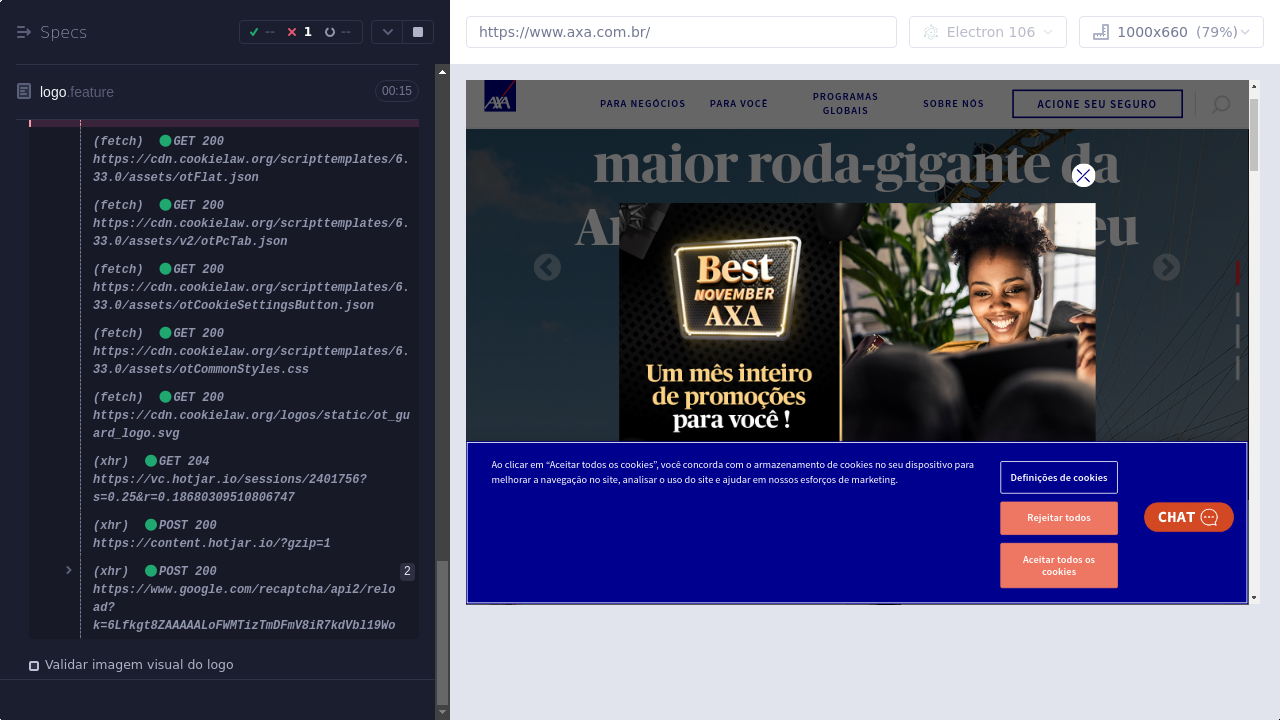 Specs
-- 1 --
logo.feature 00:15
(fetch) GET 200
https://cdn.cookielaw.org/scripttemplates/6.
33.0/assets/otFlat.json
(fetch) GET 200
https://cdn.cookielaw.org/scripttemplates/6.
33.0/assets/v2/otPcTab.json
(fetch) GET 200
https://cdn.cookielaw.org/scripttemplates/6.
33.0/assets/otCookieSettingsButton.json
(fetch) GET 200
https://cdn.cookielaw.org/scripttemplates/6.
33.0/assets/otCommonStyles.css
(fetch) GET 200
https://cdn.cookielaw.org/logos/static/ot_gu
ard_logo.svg
(xhr) GET 204
https://vc.hotjar.io/sessions/2401756?
s=0.25&r=0.18680309510806747
(xhr) POST 200
https://content.hotjar.io/?gzip=1
(xhr) POST 200 2
https://www.google.com/recaptcha/api2/relo
ad?
k=6Lfkgt8ZAAAAALoFWMTizTmDFmV8iR7kdVbl19Wo
Validar imagem visual do logo
https://www.axa.com.br/
Electron 106
1000x660 (79%)
AXA
PARA NEGÓCIOS
PARA VOCÊ
PROGRAMAS
GLOBAIS
SOBRE NÓS
ACIONE SEU SEGURO
maior roda-gigante da
Best
NOVEMBER
AXA
Um mês inteiro
de promoções
para você !
Ao clicar em “Aceitar todos os cookies”, você concorda com o armazenamento de cookies no seu dispositivo para
melhorar a navegação no site, analisar o uso do site e ajudar em nossos esforços de marketing.
Definições de cookies
Rejeitar todos
Aceitar todos os
cookies
CHAT